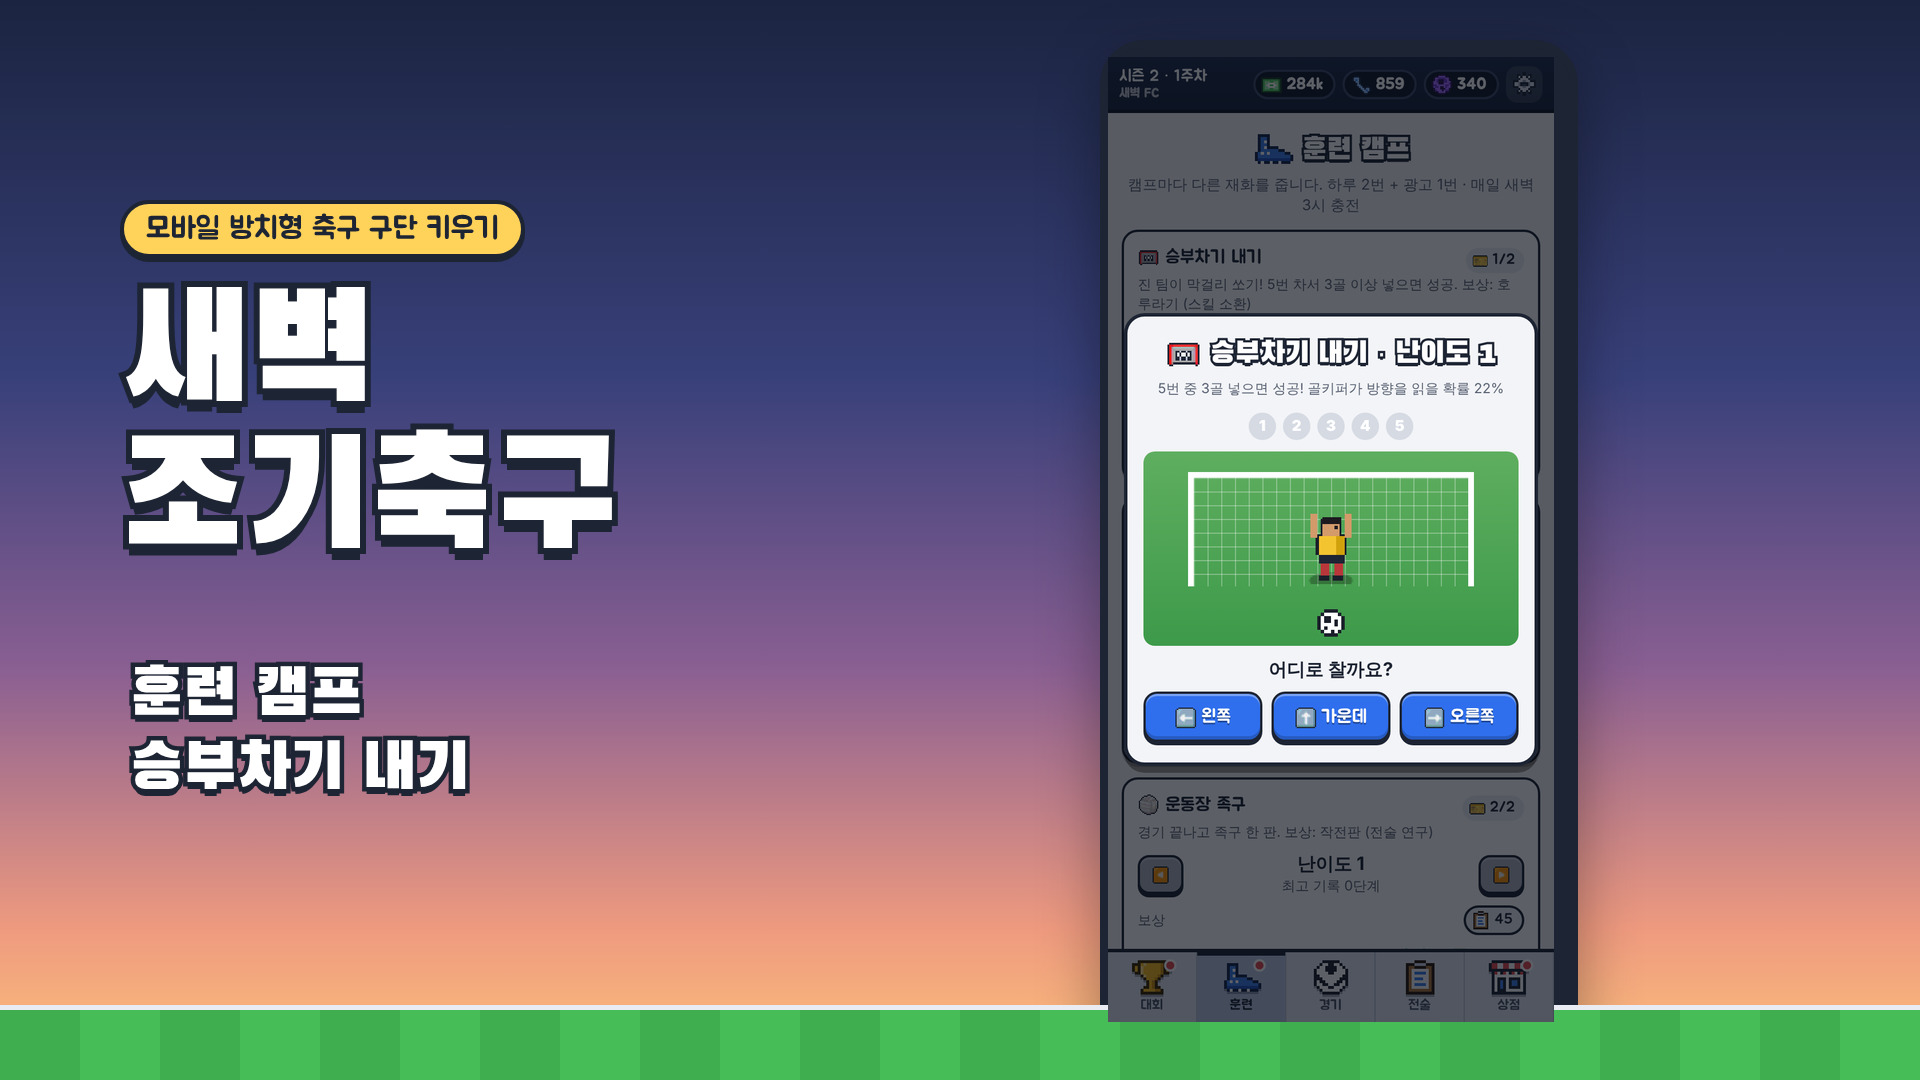 모바일 방치형 축구 구단 키우기
새벽
조기축구
훈련 캠프
승부차기 내기
시즌 2 · 1주차
새벽 FC
284k
859
340
훈련 캠프
캠프마다 다른 재화를 줍니다. 하루 2번 + 광고 1번 · 매일 새벽
3시 충전
승부차기 내기
1/2
진 팀이 막걸리 쏘기! 5번 차서 3골 이상 넣으면 성공. 보상: 호
루라기 (스킬 소환)
승부차기 내기 · 난이도 1
5번 중 3골 넣으면 성공! 골키퍼가 방향을 읽을 확률 22%
1 2 3 4 5
어디로 찰까요?
왼쪽
가운데
오른쪽
운동장 족구
2/2
경기 끝나고 족구 한 판. 보상: 작전판 (전술 연구)
난이도 1
최고 기록 0단계
보상
45
대회
훈련
경기
전술
상점